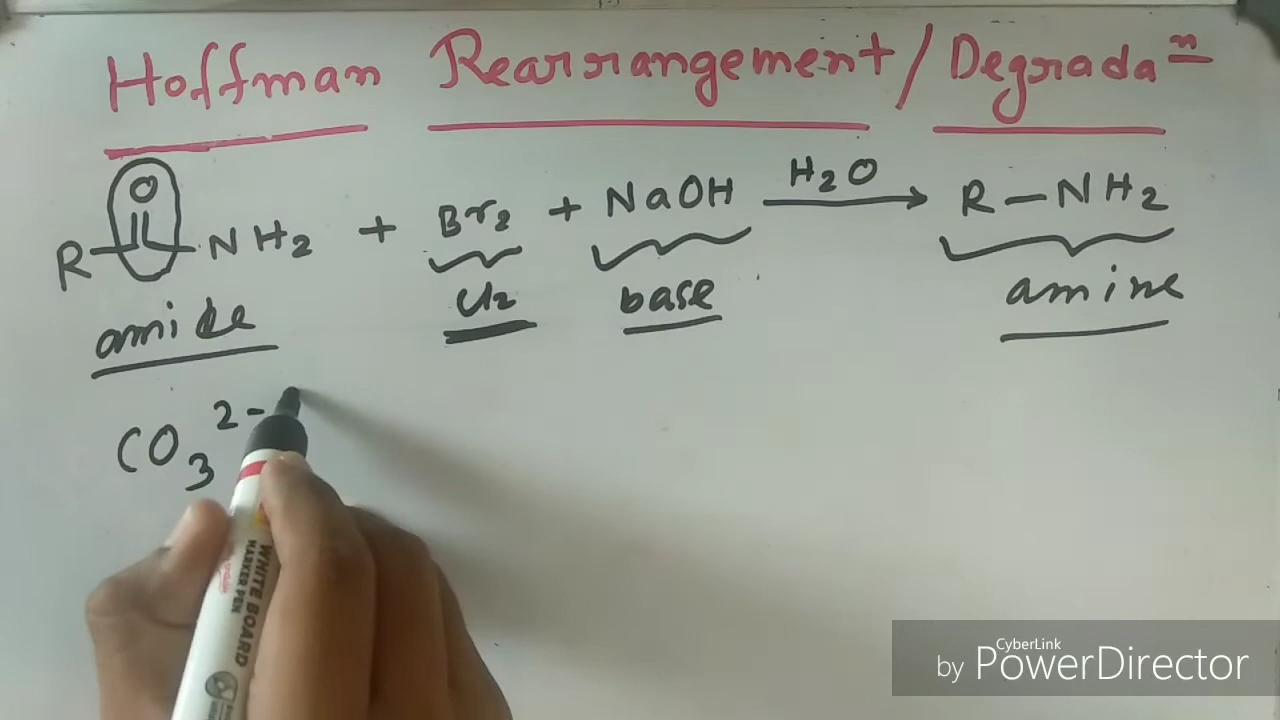 Hoffman Rearrangement / Degradaⁿ
O
||
R - NH₂ + Br₂ + NaOH H₂O → R - NH₂
amide Cl₂ base amine
CO₃²⁻
WHITE BOARD
MARKER PEN
CyberLink
by PowerDirector